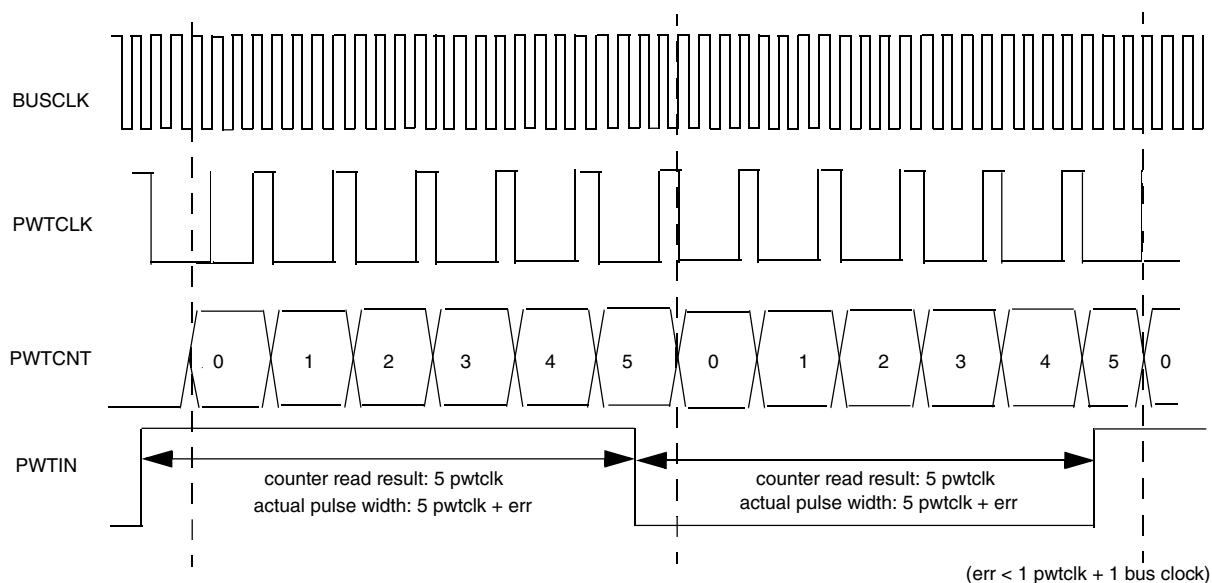 BUSCLK
PWTCLK
PWTCNT
0 1 2 3 4 5 0 1 2 3 4 5 0
PWTIN
counter read result: 5 pwtclk
actual pulse width: 5 pwtclk + err
counter read result: 5 pwtclk
actual pulse width: 5 pwtclk + err
(err < 1 pwtclk + 1 bus clock)